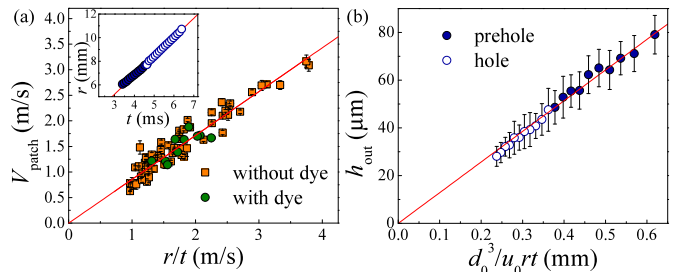 (a)
V_patch (m/s)
4.0
3.5
3.0
2.5
2.0
1.5
1.0
0.5
0.0
r (mm)
12
10
8
6
3 4 5 6 7
t (ms)
without dye
with dye
0 1 2 3 4
r/t (m/s)
(b)
h_out (μm)
80
60
40
20
0
prehole
hole
0.0 0.1 0.2 0.3 0.4 0.5 0.6
d_0^3/u_0rt (mm)